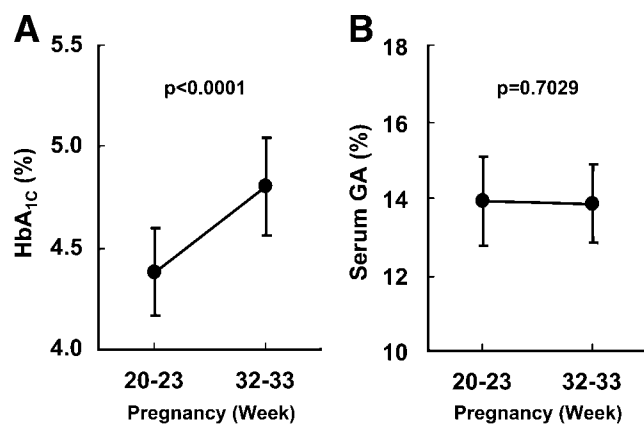 A
HbA1C (%)
5.5
5.0
4.5
4.0
p<0.0001
20-23 32-33
Pregnancy (Week)
B
Serum GA (%)
18
16
14
12
10
p=0.7029
20-23 32-33
Pregnancy (Week)